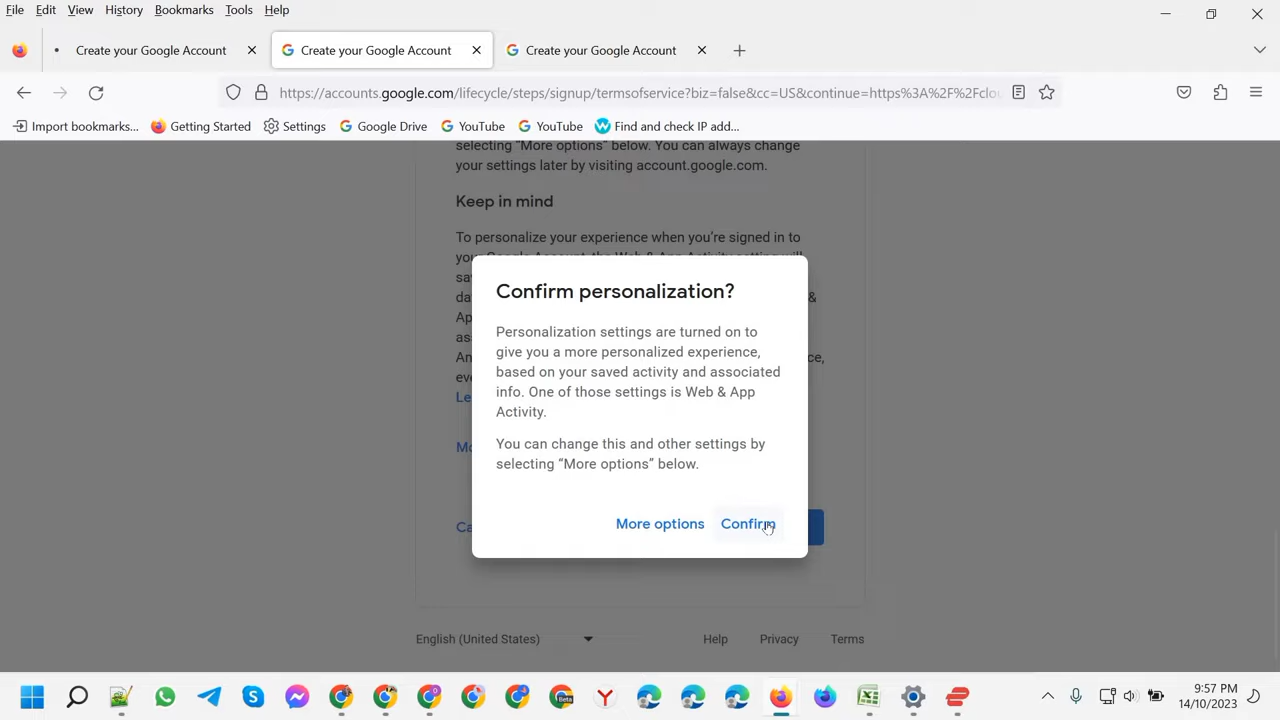 File Edit View History Bookmarks Tools Help
Create your Google Account
Create your Google Account
Create your Google Account
https://accounts.google.com/lifecycle/steps/signup/termsofservice?biz=false&cc=US&continue=https%3A%2F%2Fclou
Import bookmarks... Getting Started Settings Google Drive YouTube YouTube Find and check IP add...
selecting "More options" below. You can always change
your settings later by visiting account.google.com.
Keep in mind
To personalize your experience when you're signed in to
Confirm personalization?
Personalization settings are turned on to
give you a more personalized experience,
based on your saved activity and associated
info. One of those settings is Web & App
Activity.
You can change this and other settings by
selecting “More options” below.
More options Confirm
English (United States) Help Privacy Terms
9:57 PM
14/10/2023